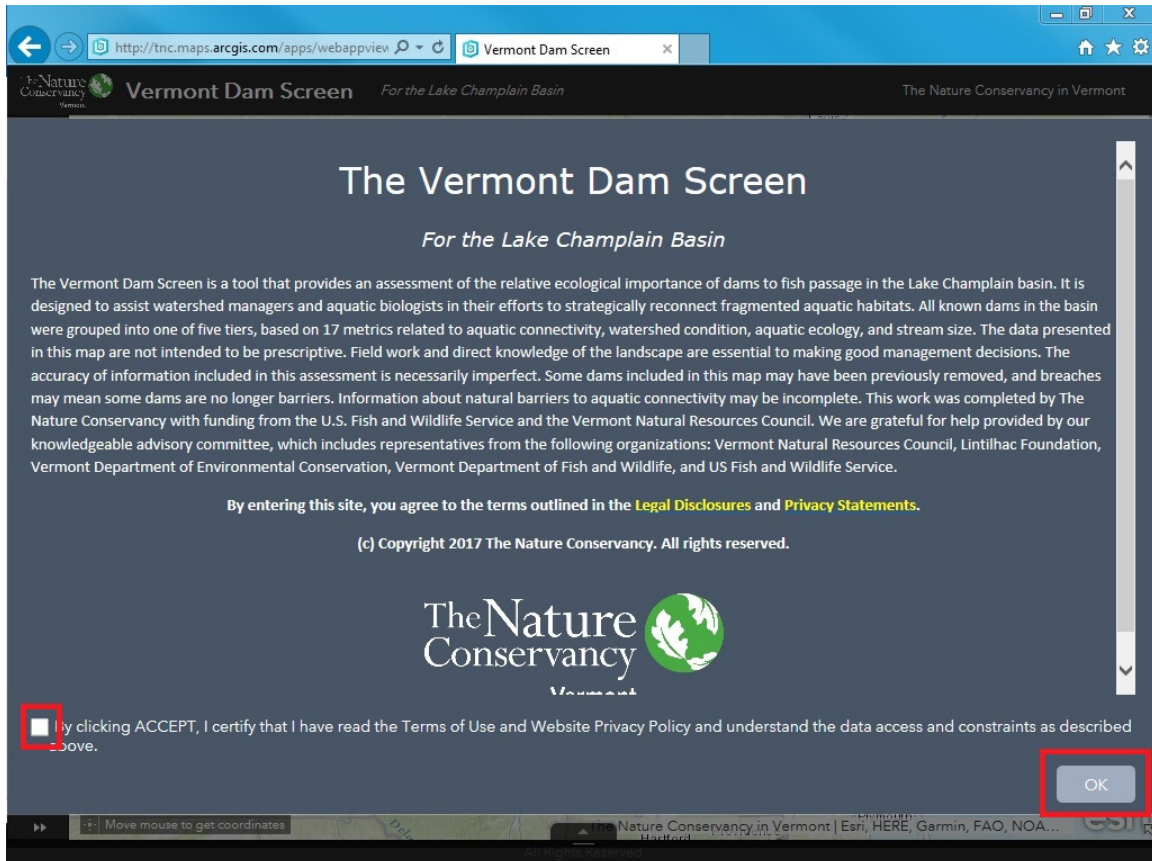 http://tnc.maps.arcgis.com/apps/webappview
Vermont Dam Screen
The Nature
Conservancy
Vermont
Vermont Dam Screen
For the Lake Champlain Basin
The Nature Conservancy in Vermont
The Vermont Dam Screen
For the Lake Champlain Basin
The Vermont Dam Screen is a tool that provides an assessment of the relative ecological importance of dams to fish passage in the Lake Champlain basin. It is
designed to assist watershed managers and aquatic biologists in their efforts to strategically reconnect fragmented aquatic habitats. All known dams in the basin
were grouped into one of five tiers, based on 17 metrics related to aquatic connectivity, watershed condition, aquatic ecology, and stream size. The data presented
in this map are not intended to be prescriptive. Field work and direct knowledge of the landscape are essential to making good management decisions. The
accuracy of information included in this assessment is necessarily imperfect. Some dams included in this map may have been previously removed, and breaches
may mean some dams are no longer barriers. Information about natural barriers to aquatic connectivity may be incomplete. This work was completed by The
Nature Conservancy with funding from the U.S. Fish and Wildlife Service and the Vermont Natural Resources Council. We are grateful for help provided by our
knowledgeable advisory committee, which includes representatives from the following organizations: Vermont Natural Resources Council, Lintilhac Foundation,
Vermont Department of Environmental Conservation, Vermont Department of Fish and Wildlife, and US Fish and Wildlife Service.
By entering this site, you agree to the terms outlined in the Legal Disclosures and Privacy Statements.
(c) Copyright 2017 The Nature Conservancy. All rights reserved.
The Nature
Conservancy
Vermont
By clicking ACCEPT, I certify that I have read the Terms of Use and Website Privacy Policy and understand the data access and constraints as described
above.
OK
Move mouse to get coordinates
The Nature Conservancy in Vermont | Esri, HERE, Garmin, FAO, NOA...
esri
Hartford
All Rights Reserved